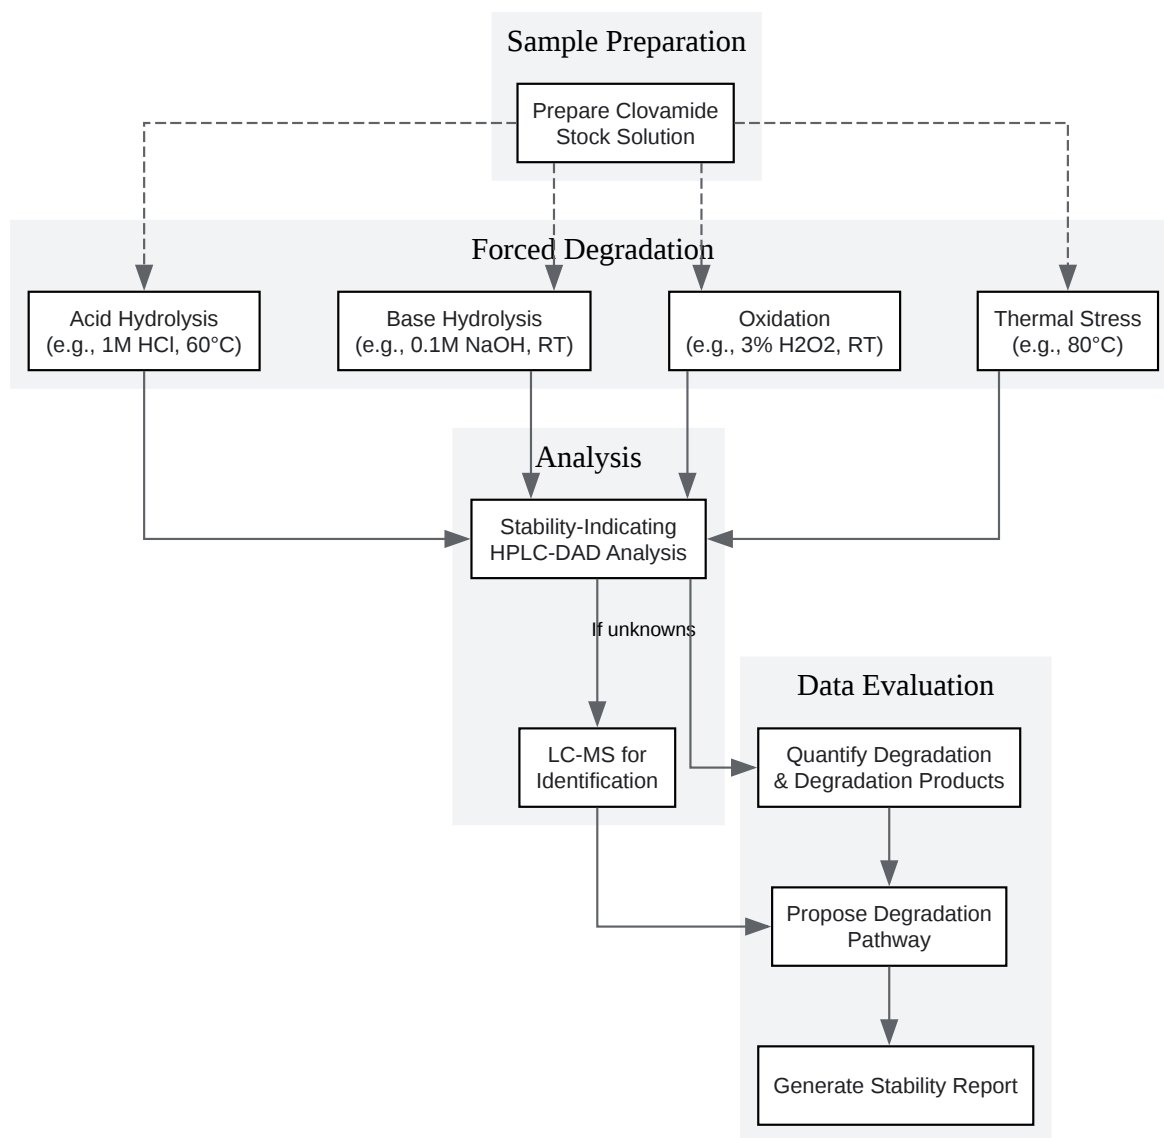 Sample Preparation
Prepare Clovamide
Stock Solution
Forced Degradation
Acid Hydrolysis
(e.g., 1M HCl, 60°C)
Base Hydrolysis
(e.g., 0.1M NaOH, RT)
Oxidation
(e.g., 3% H2O2, RT)
Thermal Stress
(e.g., 80°C)
Analysis
Stability-Indicating
HPLC-DAD Analysis
If unknowns
LC-MS for
Identification
Data Evaluation
Quantify Degradation
& Degradation Products
Propose Degradation
Pathway
Generate Stability Report